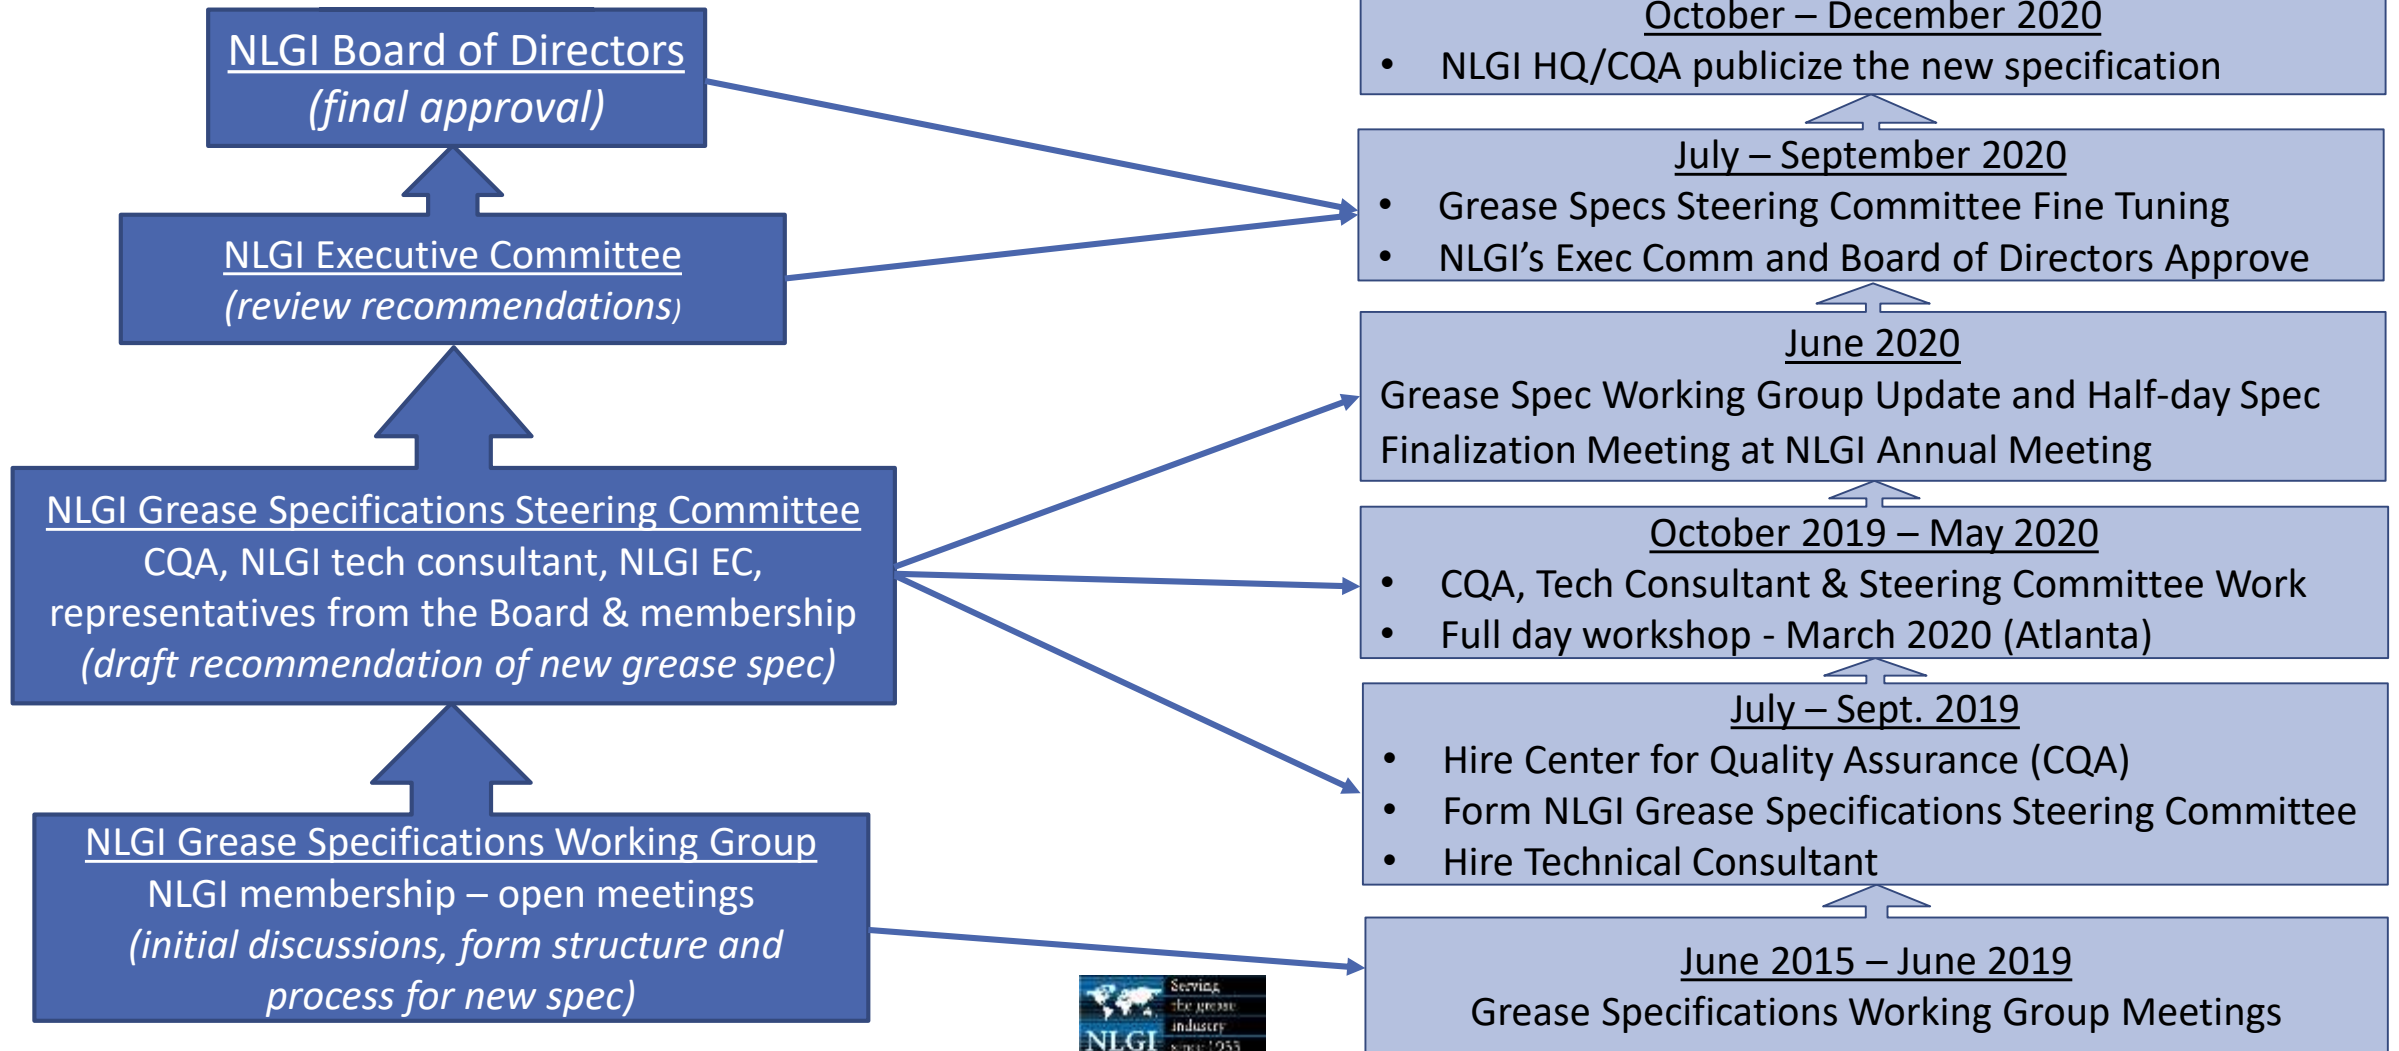 NLGI Board of Directors
(final approval)
NLGI Executive Committee
(review recommendations)
NLGI Grease Specifications Steering Committee
CQA, NLGI tech consultant, NLGI EC,
representatives from the Board & membership
(draft recommendation of new grease spec)
NLGI Grease Specifications Working Group
NLGI membership – open meetings
(initial discussions, form structure and
process for new spec)
October – December 2020
• NLGI HQ/CQA publicize the new specification
July – September 2020
• Grease Specs Steering Committee Fine Tuning
• NLGI’s Exec Comm and Board of Directors Approve
June 2020
Grease Spec Working Group Update and Half-day Spec
Finalization Meeting at NLGI Annual Meeting
October 2019 – May 2020
• CQA, Tech Consultant & Steering Committee Work
• Full day workshop - March 2020 (Atlanta)
July – Sept. 2019
• Hire Center for Quality Assurance (CQA)
• Form NLGI Grease Specifications Steering Committee
• Hire Technical Consultant
June 2015 – June 2019
Grease Specifications Working Group Meetings
Serving
the grease
industry
NLGI since 1933